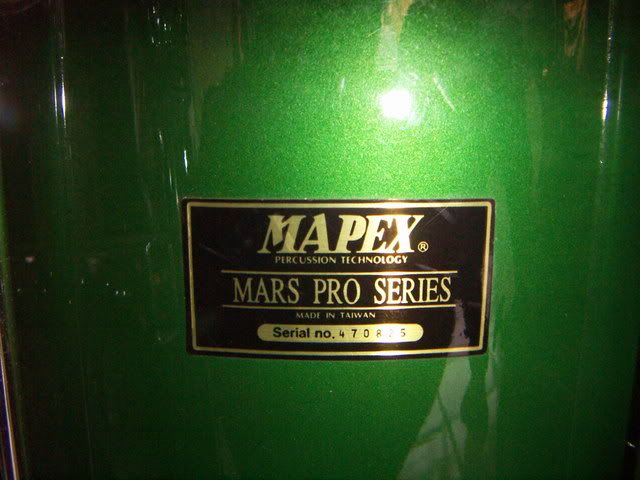 MAPEX®
PERCUSSION TECHNOLOGY
MARS PRO SERIES
MADE IN TAIWAN
Serial no.